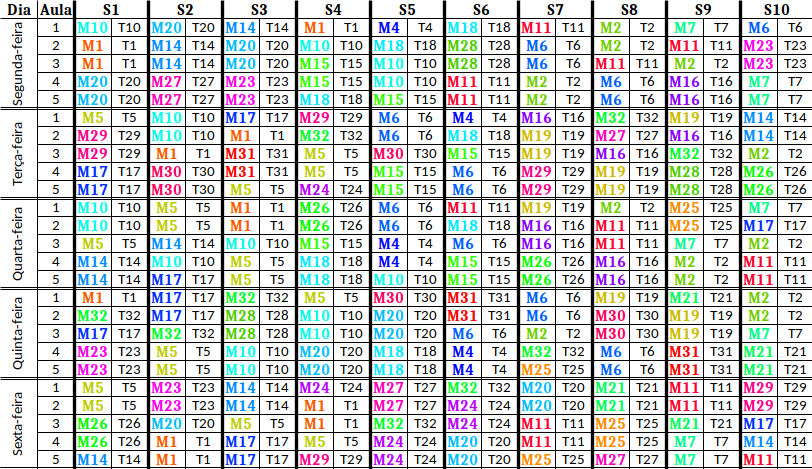 Dia Aula S1 S2 S3 S4 S5 S6 S7 S8 S9 S10
Segunda-feira
1 M10 T10 M20 T20 M14 T14 M1 T1 M4 T4 M18 T18 M11 T11 M2 T2 M7 T7 M6 T6
2 M1 T1 M14 T14 M20 T20 M10 T10 M18 T18 M28 T28 M6 T6 M2 T2 M11 T11 M23 T23
3 M1 T1 M14 T14 M20 T20 M15 T15 M10 T10 M28 T28 M6 T6 M11 T11 M2 T2 M23 T23
4 M20 T20 M27 T27 M23 T23 M15 T15 M10 T10 M11 T11 M2 T2 M6 T6 M16 T16 M7 T7
5 M20 T20 M27 T27 M23 T23 M18 T18 M15 T15 M11 T11 M2 T2 M6 T6 M16 T16 M7 T7
Terça-feira
1 M5 T5 M10 T10 M17 T17 M29 T29 M6 T6 M4 T4 M16 T16 M32 T32 M19 T19 M14 T14
2 M29 T29 M10 T10 M1 T1 M32 T32 M6 T6 M18 T18 M19 T19 M27 T27 M16 T16 M14 T14
3 M29 T29 M1 T1 M31 T31 M5 T5 M30 T30 M15 T15 M19 T19 M16 T16 M32 T32 M2 T2
4 M17 T17 M30 T30 M31 T31 M5 T5 M15 T15 M6 T6 M29 T29 M19 T19 M28 T28 M26 T26
5 M17 T17 M30 T30 M5 T5 M24 T24 M15 T15 M6 T6 M29 T29 M19 T19 M28 T28 M26 T26
Quarta-feira
1 M10 T10 M5 T5 M1 T1 M26 T26 M6 T6 M11 T11 M19 T19 M2 T2 M25 T25 M7 T7
2 M10 T10 M5 T5 M1 T1 M26 T26 M6 T6 M18 T18 M16 T16 M11 T11 M25 T25 M17 T17
3 M5 T5 M14 T14 M10 T10 M15 T15 M4 T4 M6 T6 M16 T16 M11 T11 M7 T7 M2 T2
4 M14 T14 M10 T10 M5 T5 M18 T18 M4 T4 M15 T15 M26 T26 M16 T16 M2 T2 M11 T11
5 M14 T14 M17 T17 M5 T5 M18 T18 M10 T10 M15 T15 M26 T26 M16 T16 M2 T2 M11 T11
Quinta-feira
1 M1 T1 M17 T17 M32 T32 M5 T5 M30 T30 M31 T31 M6 T6 M19 T19 M21 T21 M2 T2
2 M32 T32 M17 T17 M28 T28 M10 T10 M20 T20 M31 T31 M6 T6 M30 T30 M19 T19 M2 T2
3 M17 T17 M32 T32 M28 T28 M10 T10 M20 T20 M6 T6 M2 T2 M30 T30 M19 T19 M7 T7
4 M23 T23 M5 T5 M10 T10 M20 T20 M18 T18 M4 T4 M32 T32 M6 T6 M31 T31 M21 T21
5 M23 T23 M5 T5 M10 T10 M20 T20 M18 T18 M4 T4 M25 T25 M6 T6 M31 T31 M21 T21
Sexta-feira
1 M5 T5 M23 T23 M14 T14 M24 T24 M27 T27 M32 T32 M20 T20 M21 T21 M11 T11 M29 T29
2 M5 T5 M23 T23 M14 T14 M1 T1 M27 T27 M24 T24 M20 T20 M21 T21 M11 T11 M29 T29
3 M26 T26 M20 T20 M5 T5 M1 T1 M32 T32 M24 T24 M11 T11 M25 T25 M21 T21 M17 T17
4 M26 T26 M1 T1 M17 T17 M5 T5 M24 T24 M20 T20 M11 T11 M25 T25 M7 T7 M14 T14
5 M14 T14 M1 T1 M17 T17 M29 T29 M24 T24 M20 T20 M25 T25 M27 T27 M7 T7 M11 T11